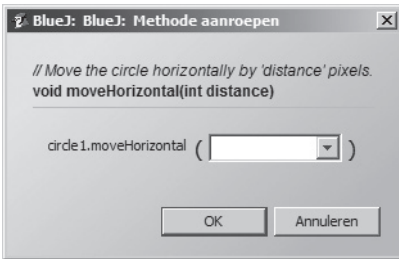 BlueJ: BlueJ: Methode aanroepen
// Move the circle horizontally by 'distance' pixels.
void moveHorizontal(int distance)
circle1.moveHorizontal ( )
OK Annuleren